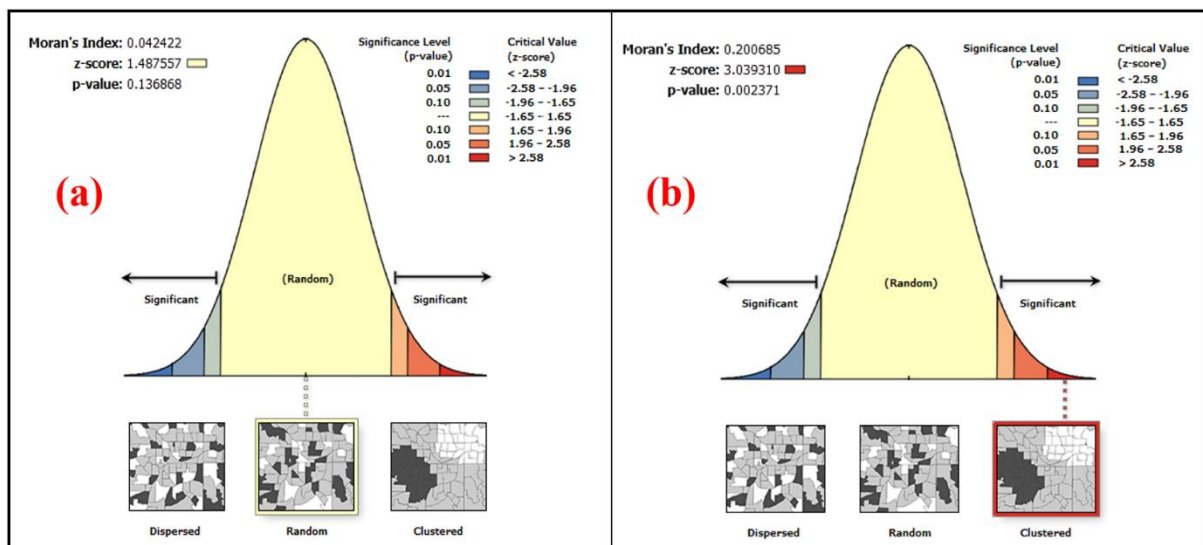 Moran's Index: 0.042422
z-score: 1.487557
p-value: 0.136868
Significance Level
(p-value)
Critical Value
(z-score)
0.01 < -2.58
0.05 -2.58 – -1.96
0.10 -1.96 – -1.65
--- -1.65 – 1.65
0.10 1.65 – 1.96
0.05 1.96 – 2.58
0.01 > 2.58
(a)
(Random)
Significant
Significant
Dispersed
Random
Clustered
Moran's Index: 0.200685
z-score: 3.039310
p-value: 0.002371
Significance Level
(p-value)
Critical Value
(z-score)
0.01 < -2.58
0.05 -2.58 – -1.96
0.10 -1.96 – -1.65
--- -1.65 – 1.65
0.10 1.65 – 1.96
0.05 1.96 – 2.58
0.01 > 2.58
(b)
(Random)
Significant
Significant
Dispersed
Random
Clustered